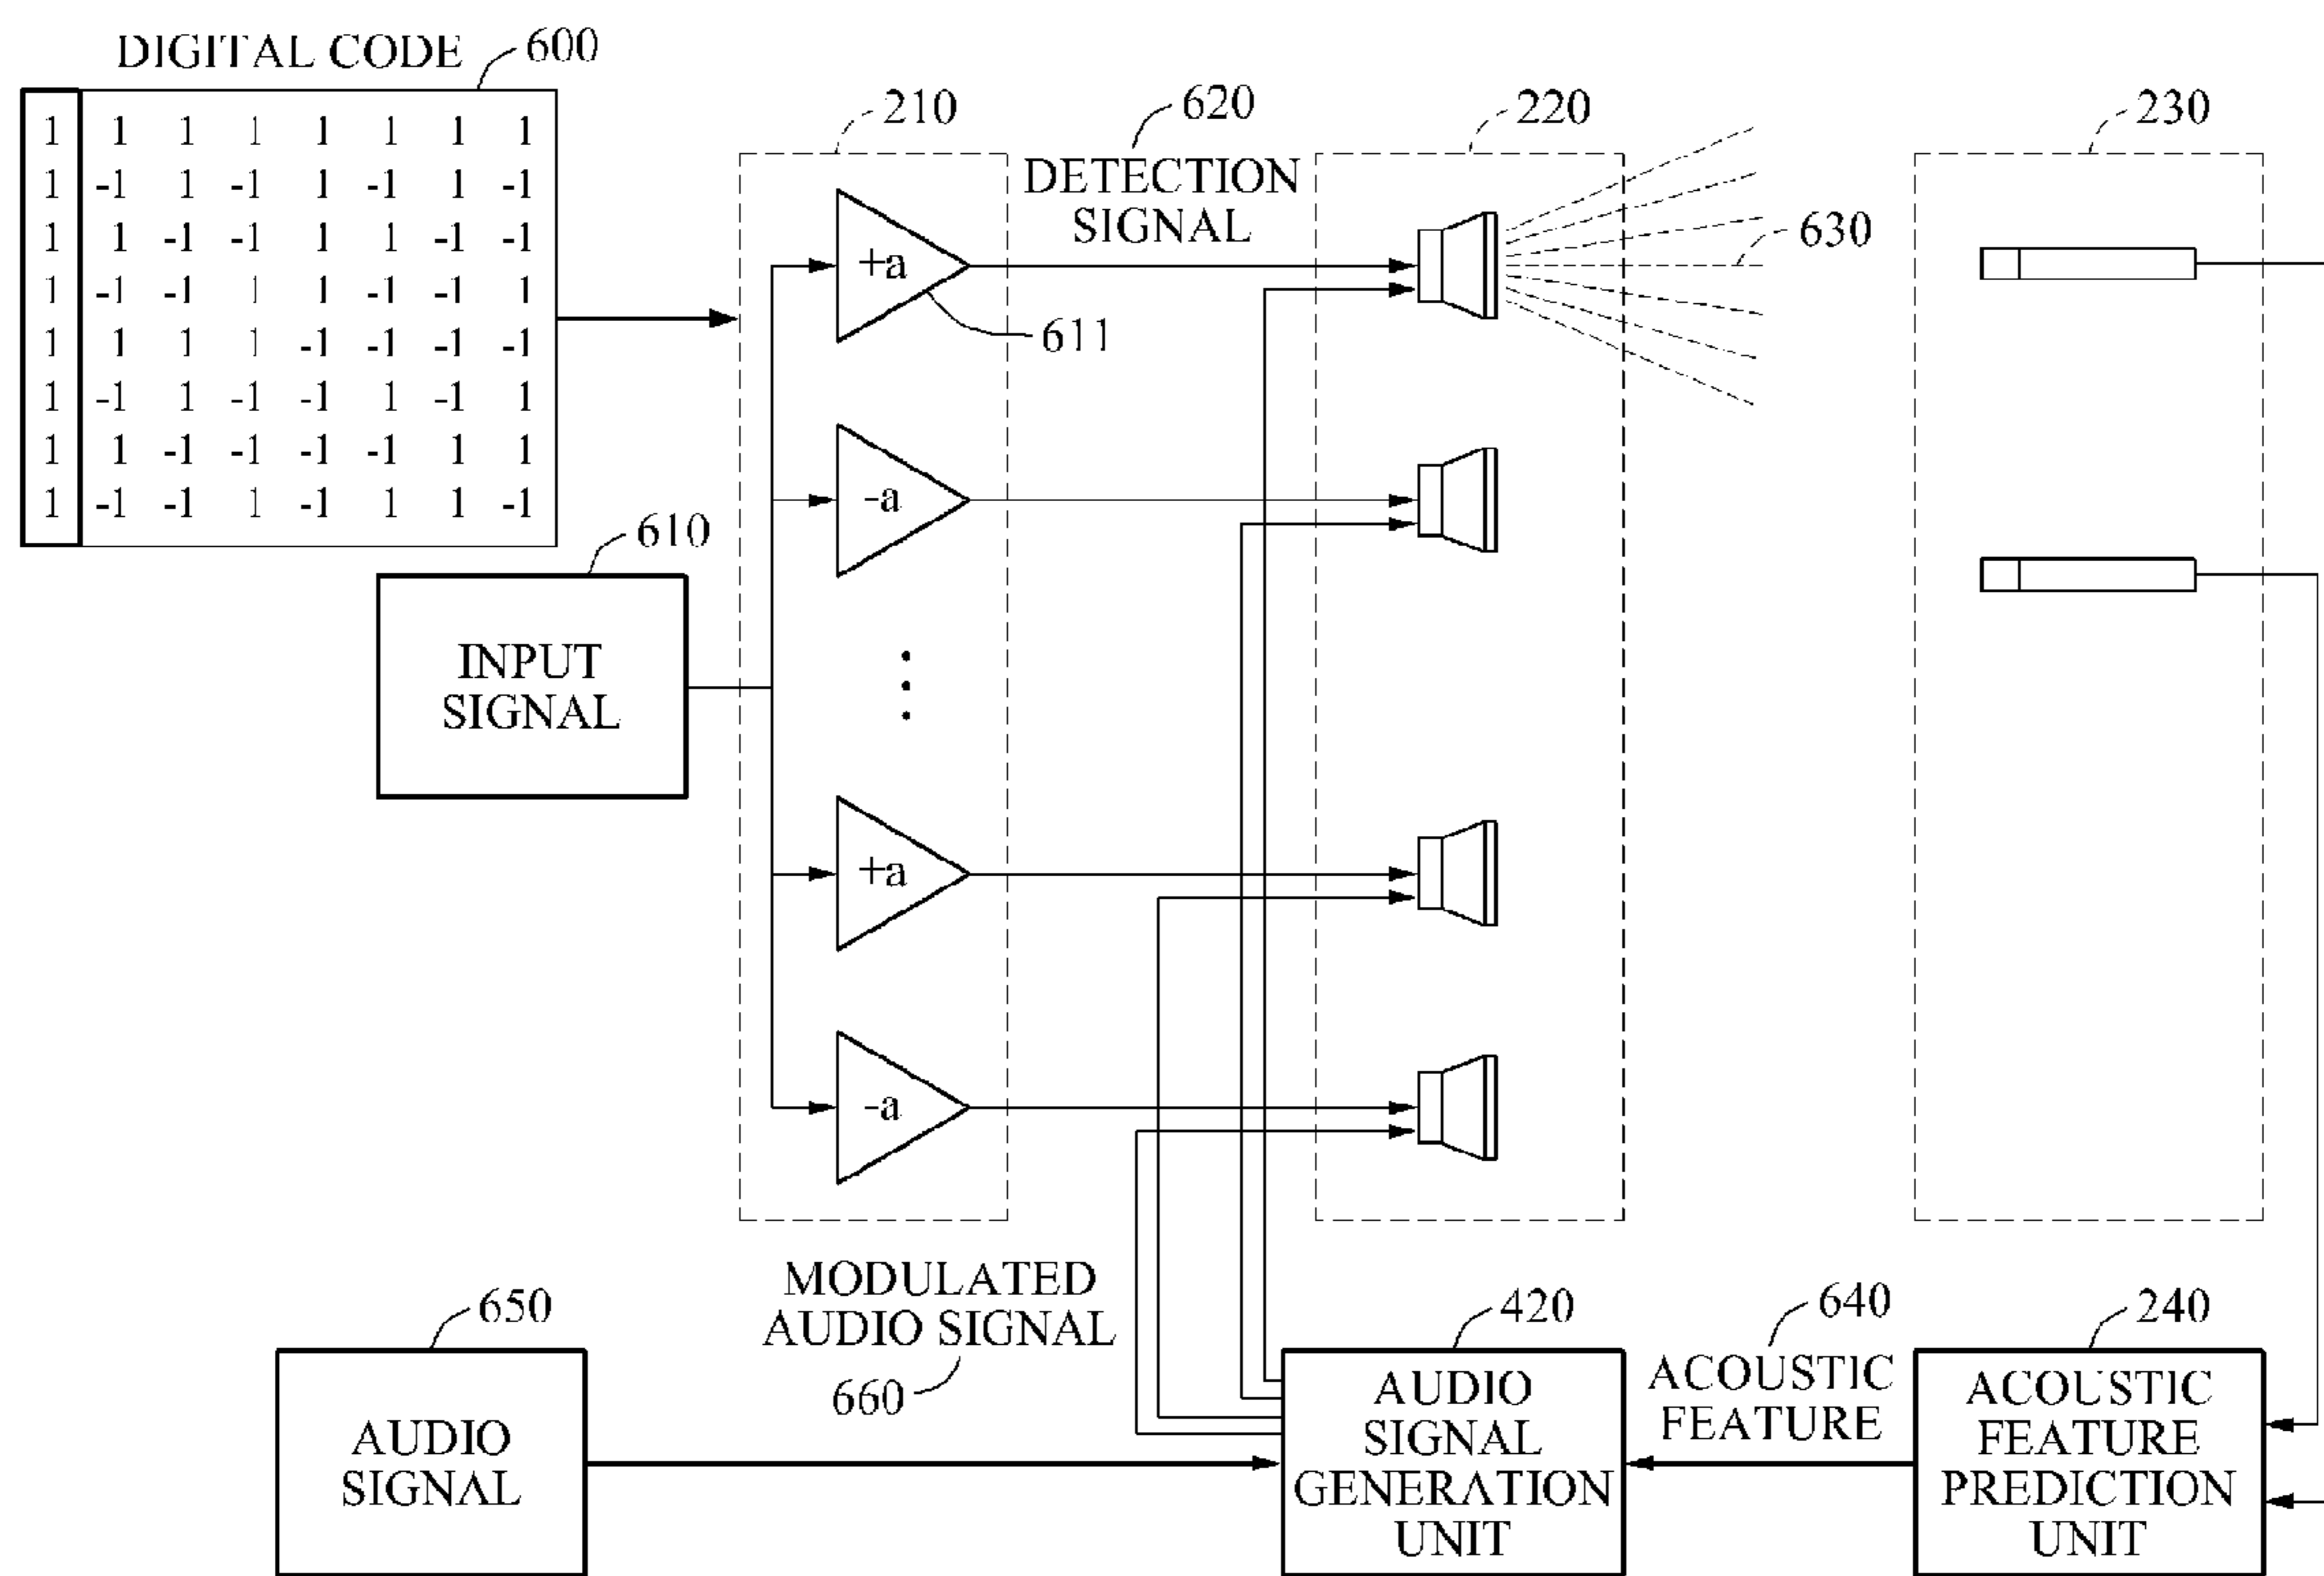 DIGITAL CODE 600
1 1 1 1 1 1 1 1
1 -1 1 -1 1 -1 1 -1
1 1 -1 -1 1 1 -1 -1
1 -1 -1 1 1 -1 -1 1
1 1 1 1 -1 -1 -1 -1
1 -1 1 -1 -1 1 -1 1
1 1 -1 -1 -1 -1 1 1
1 -1 -1 1 -1 1 1 -1
210
620
DETECTION
SIGNAL
220
230
+a
611
630
-a
610
INPUT
SIGNAL
+a
-a
650
AUDIO
SIGNAL
MODULATED
AUDIO SIGNAL
660
420
AUDIO
SIGNAL
GENERATION
UNIT
640
ACOUSTIC
FEATURE
240
ACOUSTIC
FEATURE
PREDICTION
UNIT